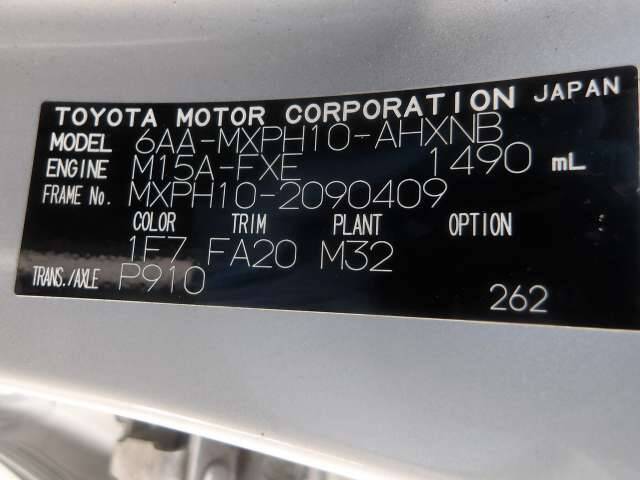 TOYOTA MOTOR CORPORATION JAPAN
MODEL 6AA-MXPH10-AHXNB
ENGINE M15A-FXE 1490 mL
FRAME No. MXPH10-2090409
COLOR TRIM PLANT OPTION
1F7 FA20 M32
TRANS./AXLE P910
262